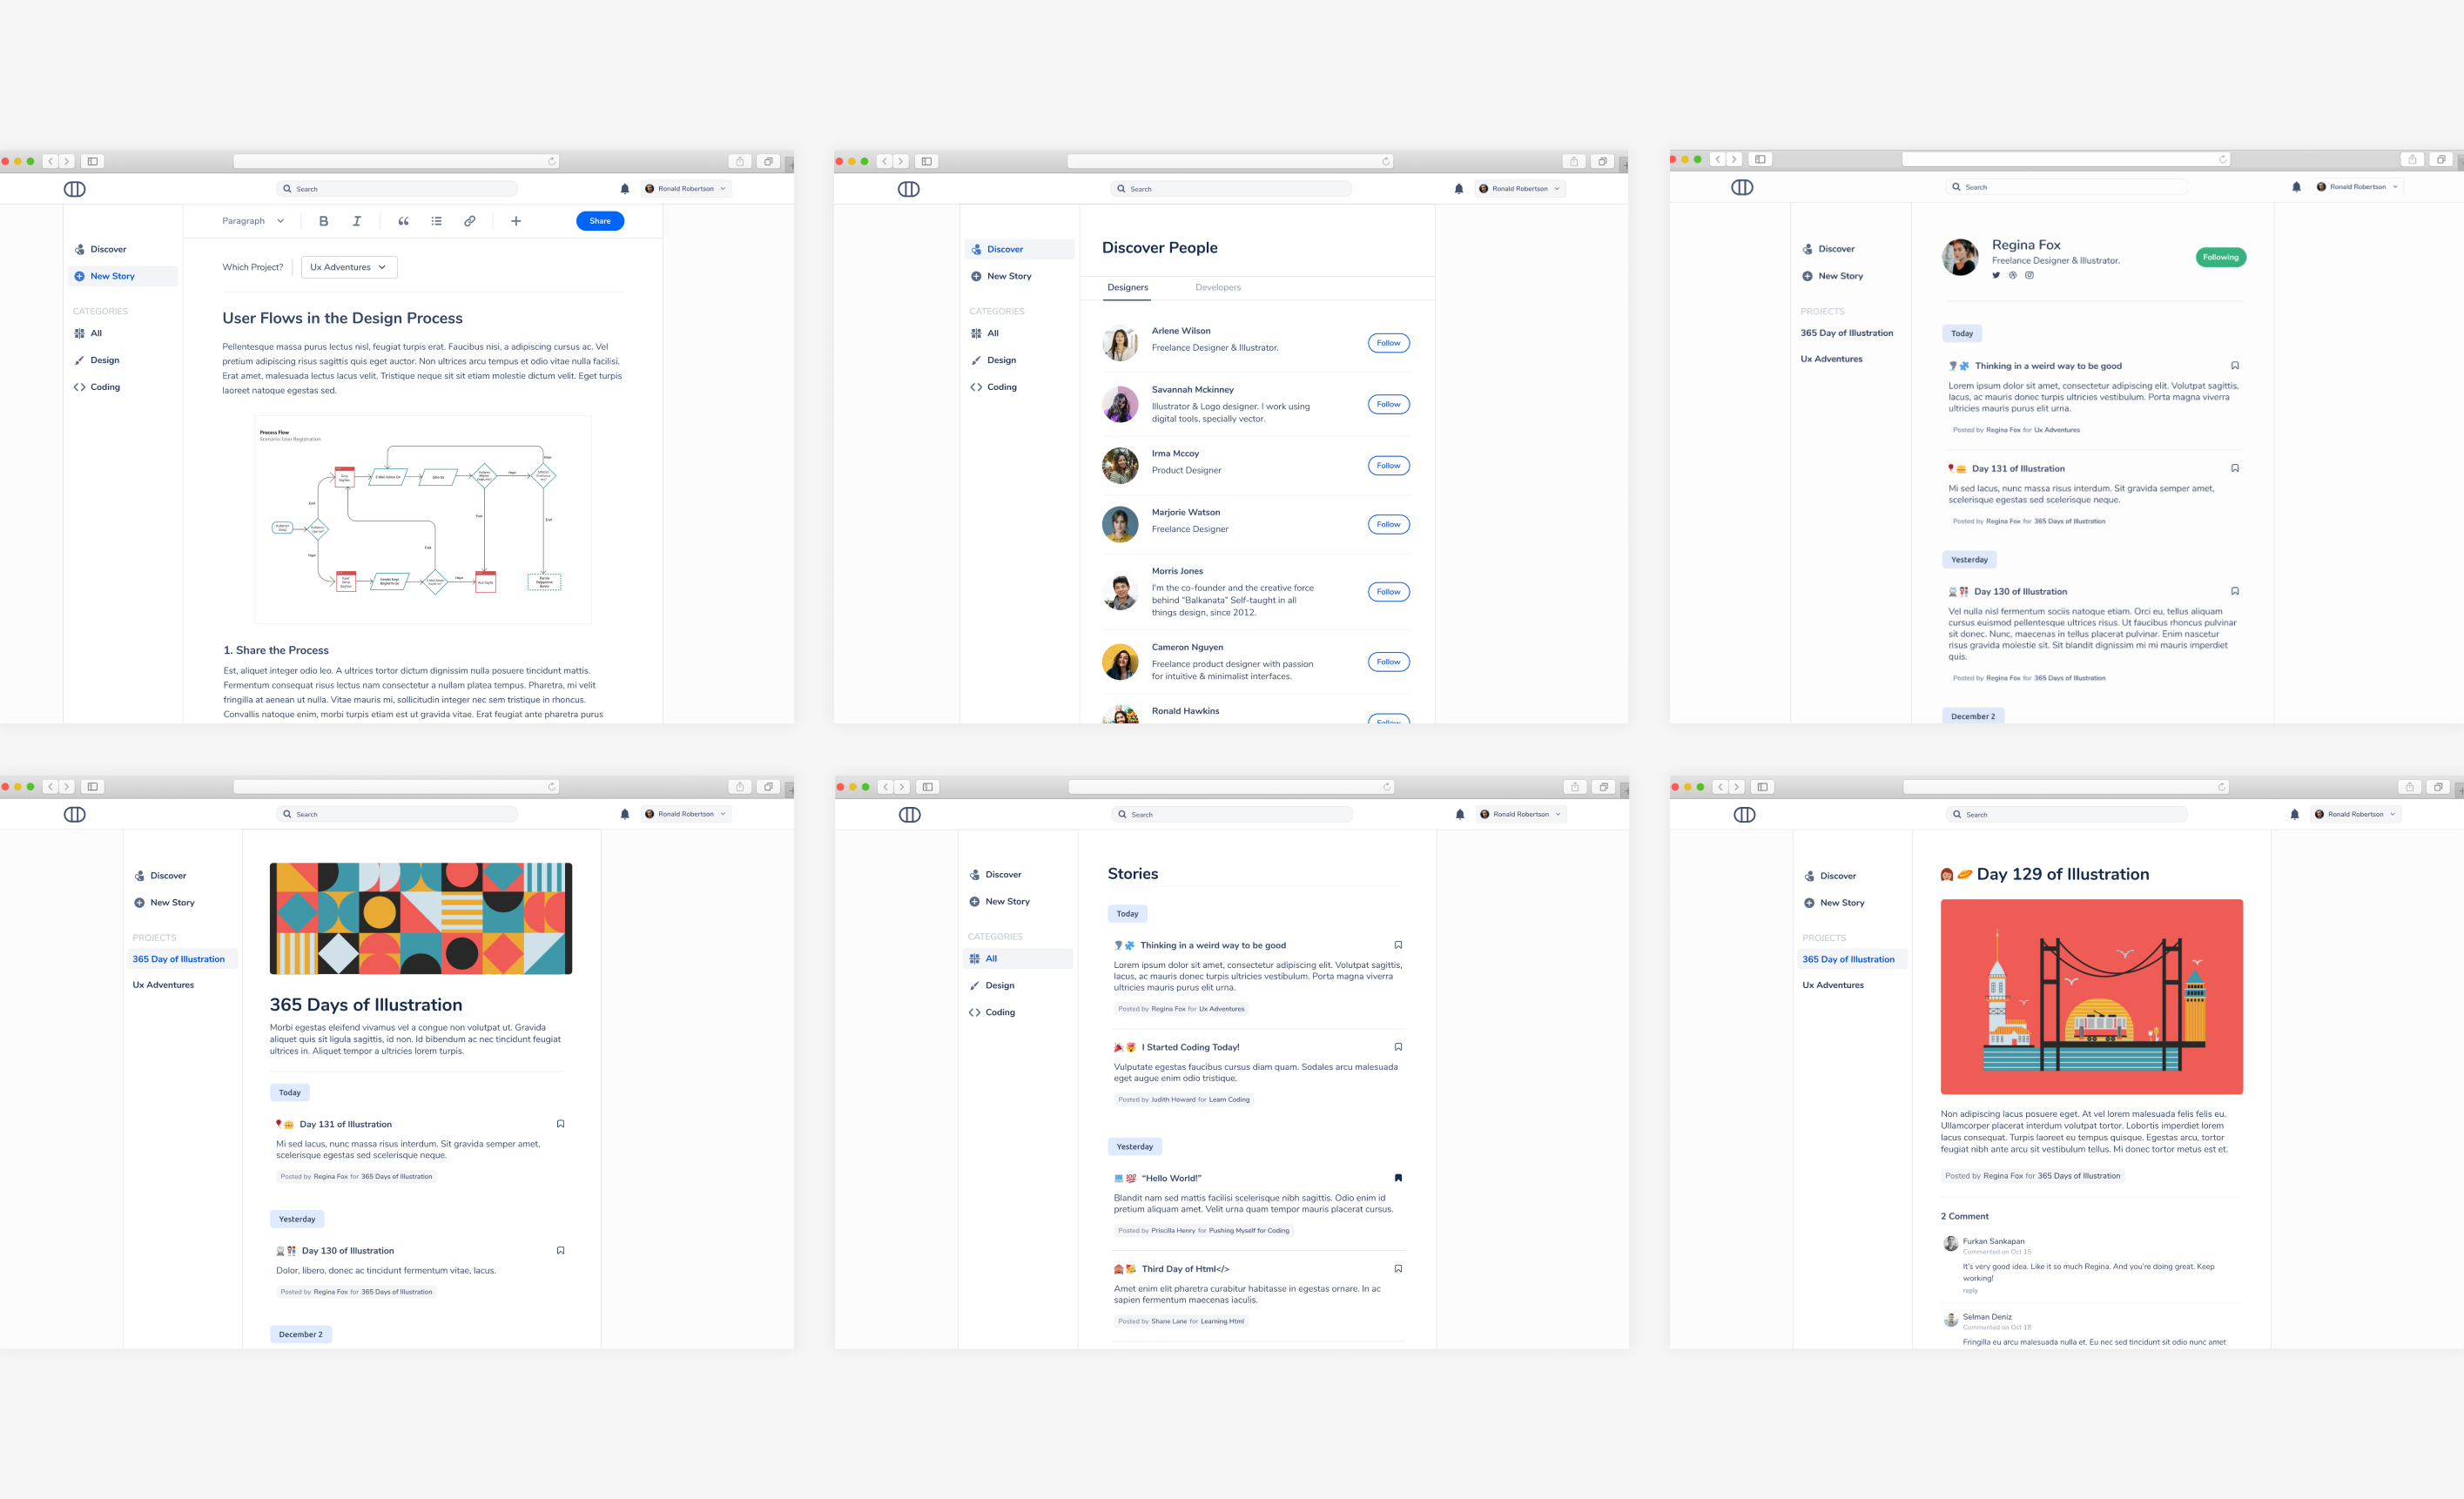 Search
Ronald Robertson
Discover
New Story
CATEGORIES
All
Design
Coding
Paragraph
B
I
Share
Which Project?
Ux Adventures
User Flows in the Design Process
Pellentesque massa purus lectus nisl, feugiat turpis erat. Faucibus nisi, a adipiscing cursus ac. Vel
pretium adipiscing risus sagittis quis eget auctor. Non ultrices arcu tempus et odio vitae nulla facilisi.
Erat amet, malesuada lectus lacus velit. Tristique neque sit sit etiam molestie dictum velit. Eget turpis
laoreet natoque egestas sed.
Process Flow
Scenario: User Registration
1. Share the Process
Est, aliquet integer odio leo. A ultrices tortor dictum dignissim nulla posuere tincidunt mattis.
Fermentum consequat risus lectus nam consectetur a nullam platea tempus. Pharetra, mi velit
fringilla at aenean ut nulla. Vitae mauris mi, sollicitudin integer nec sem tristique in rhoncus.
Convallis natoque enim, morbi turpis etiam est ut gravida vitae. Erat feugiat ante pharetra purus
Search
Ronald Robertson
Discover
New Story
CATEGORIES
All
Design
Coding
Discover People
Designers
Developers
Arlene Wilson
Freelance Designer & Illustrator.
Follow
Savannah Mckinney
Illustrator & Logo designer. I work using
digital tools, specially vector.
Follow
Irma Mccoy
Product Designer
Follow
Marjorie Watson
Freelance Designer
Follow
Morris Jones
I'm the co-founder and the creative force
behind "Balkanata" Self-taught in all
things design, since 2012.
Follow
Cameron Nguyen
Freelance product designer with passion
for intuitive & minimalist interfaces.
Follow
Ronald Hawkins
Follow
Search
Ronald Robertson
Discover
New Story
PROJECTS
365 Day of Illustration
Ux Adventures
Regina Fox
Freelance Designer & Illustrator.
Following
Today
Thinking in a weird way to be good
Lorem ipsum dolor sit amet, consectetur adipiscing elit. Volutpat sagittis,
lacus, ac mauris donec turpis ultricies vestibulum. Porta magna viverra
ultricies mauris purus elit urna.
Posted by Regina Fox for Ux Adventures
Day 131 of Illustration
Mi sed lacus, nunc massa risus interdum. Sit gravida semper amet,
scelerisque egestas sed scelerisque neque.
Posted by Regina Fox for 365 Days of Illustration
Yesterday
Day 130 of Illustration
Vel nulla nisl fermentum sociis natoque etiam. Orci eu, tellus aliquam
cursus euismod pellentesque ultrices risus. Ut faucibus rhoncus pulvinar
sit donec. Nunc, maecenas in tellus placerat pulvinar. Enim nascetur
risus gravida molestie sit. Sit blandit dignissim mi mi mauris imperdiet
quis.
Posted by Regina Fox for 365 Days of Illustration
December 2
Search
Ronald Robertson
Discover
New Story
PROJECTS
365 Day of Illustration
Ux Adventures
365 Days of Illustration
Morbi egestas eleifend vivamus vel a congue non volutpat ut. Gravida
aliquet quis sit ligula sagittis, id non. Id bibendum ac nec tincidunt feugiat
ultrices in. Aliquet tempor a ultricies lorem turpis.
Today
Day 131 of Illustration
Mi sed lacus, nunc massa risus interdum. Sit gravida semper amet,
scelerisque egestas sed scelerisque neque.
Posted by Regina Fox for 365 Days of Illustration
Yesterday
Day 130 of Illustration
Dolor, libero, donec ac tincidunt fermentum vitae, lacus.
Posted by Regina Fox for 365 Days of Illustration
December 2
Search
Ronald Robertson
Discover
New Story
CATEGORIES
All
Design
Coding
Stories
Today
Thinking in a weird way to be good
Lorem ipsum dolor sit amet, consectetur adipiscing elit. Volutpat sagittis,
lacus, ac mauris donec turpis ultricies vestibulum. Porta magna viverra
ultricies mauris purus elit urna.
Posted by Regina Fox for Ux Adventures
I Started Coding Today!
Vulputate egestas faucibus cursus diam quam. Sodales arcu malesuada
eget augue enim odio tristique.
Posted by Judith Howard for Learn Coding
Yesterday
"Hello World!"
Blandit nam sed mattis facilisi scelerisque nibh sagittis. Odio enim id
pretium aliquam amet. Velit urna quam tempor mauris placerat cursus.
Posted by Priscilla Henry for Pushing Myself for Coding
Third Day of Html</>
Amet enim elit pharetra curabitur habitasse in egestas ornare. In ac
sapien fermentum maecenas iaculis.
Posted by Shane Lane for Learning Html
Search
Ronald Robertson
Discover
New Story
PROJECTS
365 Day of Illustration
Ux Adventures
Day 129 of Illustration
Non adipiscing lacus posuere eget. At vel lorem malesuada felis felis eu.
Ullamcorper placerat interdum volutpat tortor. Lobortis imperdiet lorem
lacus consequat. Turpis laoreet eu tempus quisque. Egestas arcu, tortor
feugiat nibh ante arcu sit vestibulum tellus. Mi donec tortor metus est et.
Posted by Regina Fox for 365 Days of Illustration
2 Comment
Furkan Sankapan
Commented on Oct 15
It's very good idea. Like it so much Regina. And you're doing great. Keep
working!
reply
Selman Deniz
Commented on Oct 18
Fringilla eu arcu malesuada nulla et. Eu nec sed tincidunt sit odio nunc amet